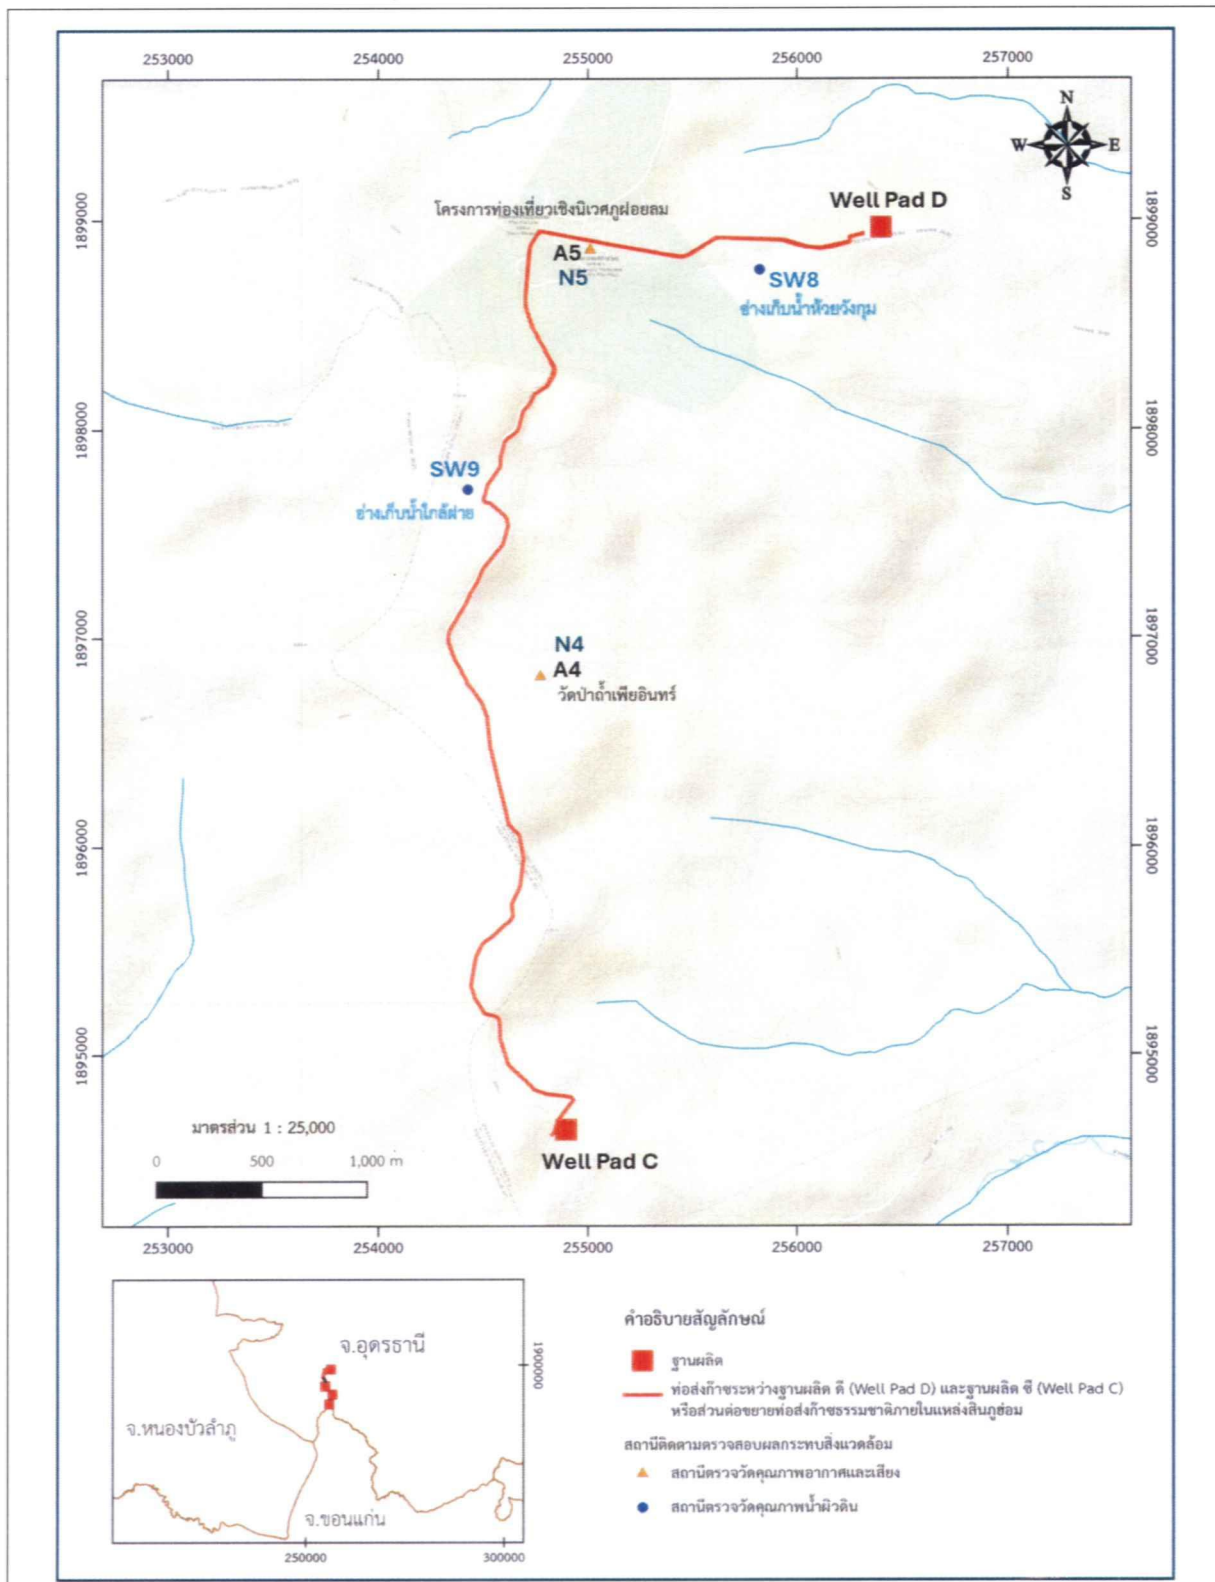 253000 254000 255000 256000 257000
N
W E
S
1899000
1899000
Well Pad D
โครงการท่องเที่ยวเชิงนิเวศภูฝอยลม
A5
N5
SW8
อ่างเก็บน้ำห้วยวังกุม
1898000
1898000
SW9
อ่างเก็บน้ำใกล้ฝาย
1897000
1897000
N4
A4
วัดป่าถ้ำเพียอินทร์
1896000
1896000
1895000
1895000
มาตรส่วน 1 : 25,000
0 500 1,000 m
Well Pad C
253000 254000 255000 256000 257000
จ.อุดรธานี
1900000
จ.หนองบัวลำภู
จ.ขอนแก่น
250000 300000
คำอธิบายสัญลักษณ์
ฐานผลิต
ท่อส่งก๊าซระหว่างฐานผลิต ดี (Well Pad D) และฐานผลิต ซี (Well Pad C)
หรือส่วนต่อขยายท่อส่งก๊าซธรรมชาติภายในแหล่งสินภูฮ่อม
สถานีติดตามตรวจสอบผลกระทบสิ่งแวดล้อม
สถานีตรวจวัดคุณภาพอากาศและเสียง
สถานีตรวจวัดคุณภาพน้ำผิวดิน